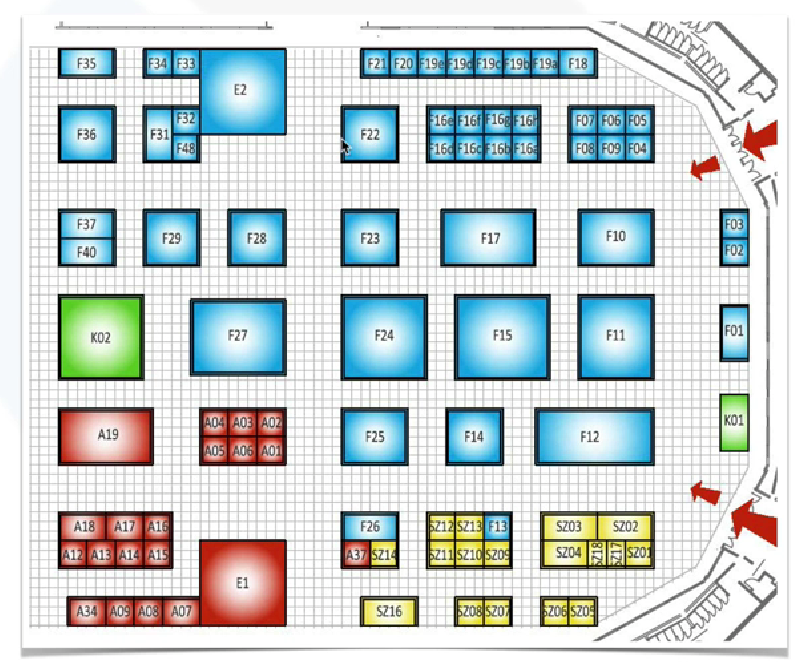 F35 F34 F33 E2 F21 F20 F19e F19d F19c F19b F19a F18
F36 F31 F32 F22 F16e F16f F16g F16h F07 F06 F05
F48 F16d F16c F16b F16a F08 F09 F04
F37 F29 F28 F23 F17 F10 F03
F40 F02
K02 F27 F24 F15 F11 F01
A19 A04 A03 A02 F25 F14 F12 K01
A05 A06 A01
A18 A17 A16 F26 SZ12 SZ13 F13 SZ03 SZ02
A12 A13 A14 A15 A37 SZ14 SZ11 SZ10 SZ09 SZ04 SZ18 SZ17 SZ01
E1
A34 A09 A08 A07 SZ16 SZ08 SZ07 SZ06 SZ05